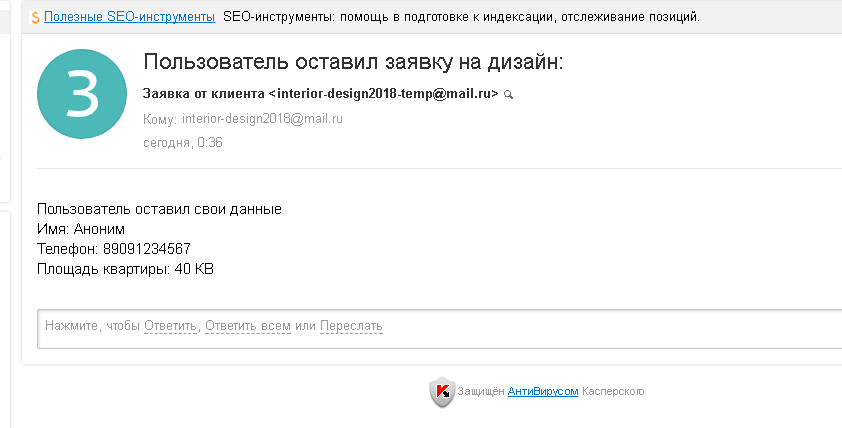 Полезные SEO-инструменты SEO-инструменты: помощь в подготовке к индексации, отслеживание позиций.
З
Пользователь оставил заявку на дизайн:
Заявка от клиента <interior-design2018-temp@mail.ru>
Кому: interior-design2018@mail.ru
сегодня, 0:36
Пользователь оставил свои данные
Имя: Аноним
Телефон: 89091234567
Площадь квартиры: 40 КВ
Нажмите, чтобы Ответить, Ответить всем или Переслать
Защищён АнтиВирусом Касперского